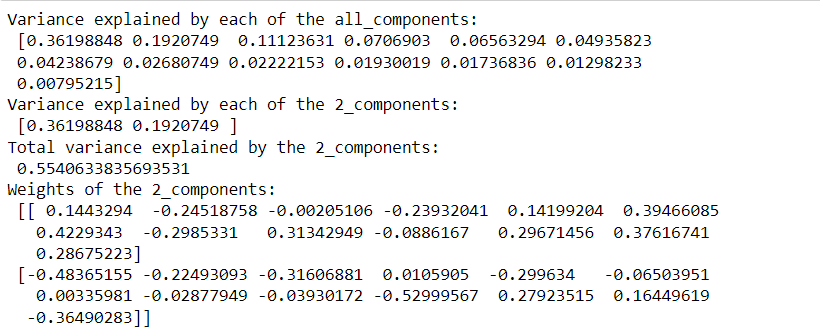 Variance explained by each of the all_components:
 [0.36198848 0.1920749  0.11123631 0.0706903  0.06563294 0.04935823
 0.04238679 0.02680749 0.02222153 0.01930019 0.01736836 0.01298233
 0.00795215]
Variance explained by each of the 2_components:
 [0.36198848 0.1920749 ]
Total variance explained by the 2_components:
 0.5540633835693531
Weights of the 2_components:
 [[ 0.1443294  -0.24518758 -0.00205106 -0.23932041  0.14199204  0.39466085
   0.4229343  -0.2985331   0.31342949 -0.0886167   0.29671456  0.37616741
   0.28675223]
 [-0.48365155 -0.22493093 -0.31606881  0.0105905  -0.299634   -0.06503951
   0.00335981 -0.02877949 -0.03930172 -0.52999567  0.27923515  0.16449619
  -0.36490283]]